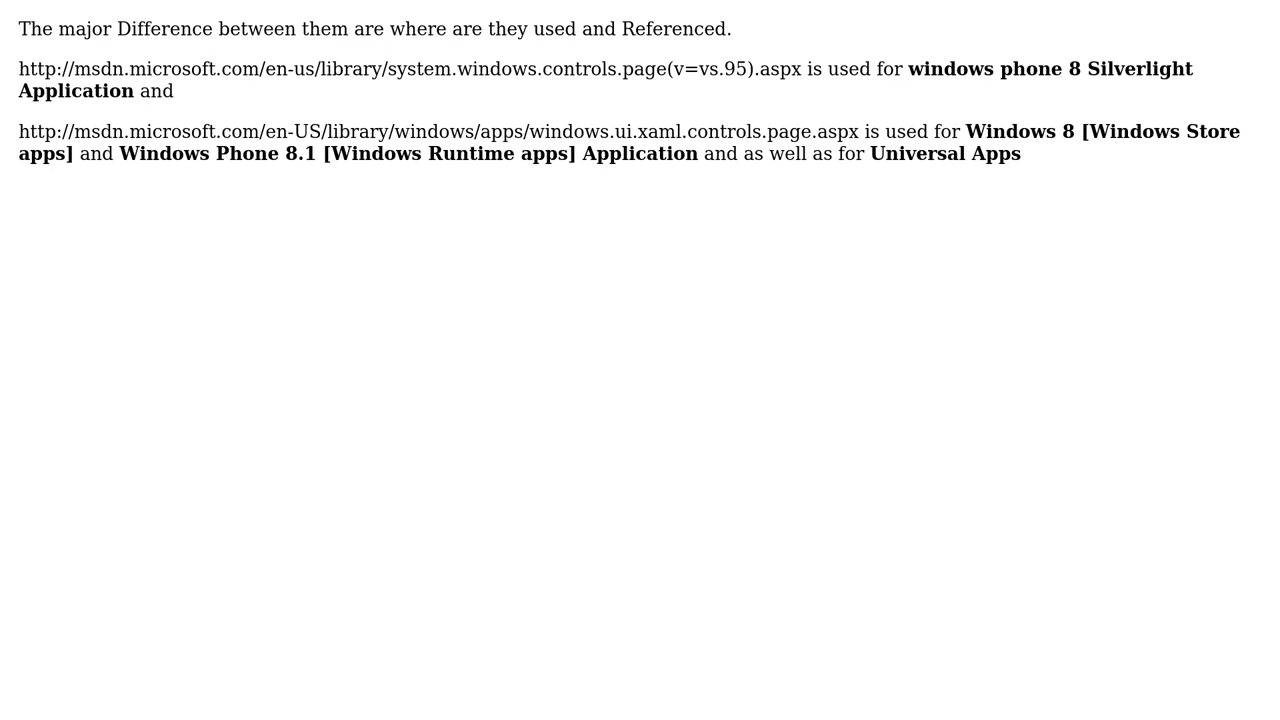 The major Difference between them are where are they used and Referenced.
http://msdn.microsoft.com/en-us/library/system.windows.controls.page(v=vs.95).aspx is used for windows phone 8 Silverlight
Application and
http://msdn.microsoft.com/en-US/library/windows/apps/windows.ui.xaml.controls.page.aspx is used for Windows 8 [Windows Store
apps] and Windows Phone 8.1 [Windows Runtime apps] Application and as well as for Universal Apps